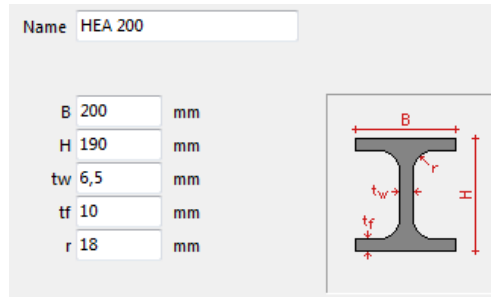 Name HEA 200
B 200 mm
H 190 mm
tw 6,5 mm
tf 10 mm
r 18 mm
B
r
tw
H
tf